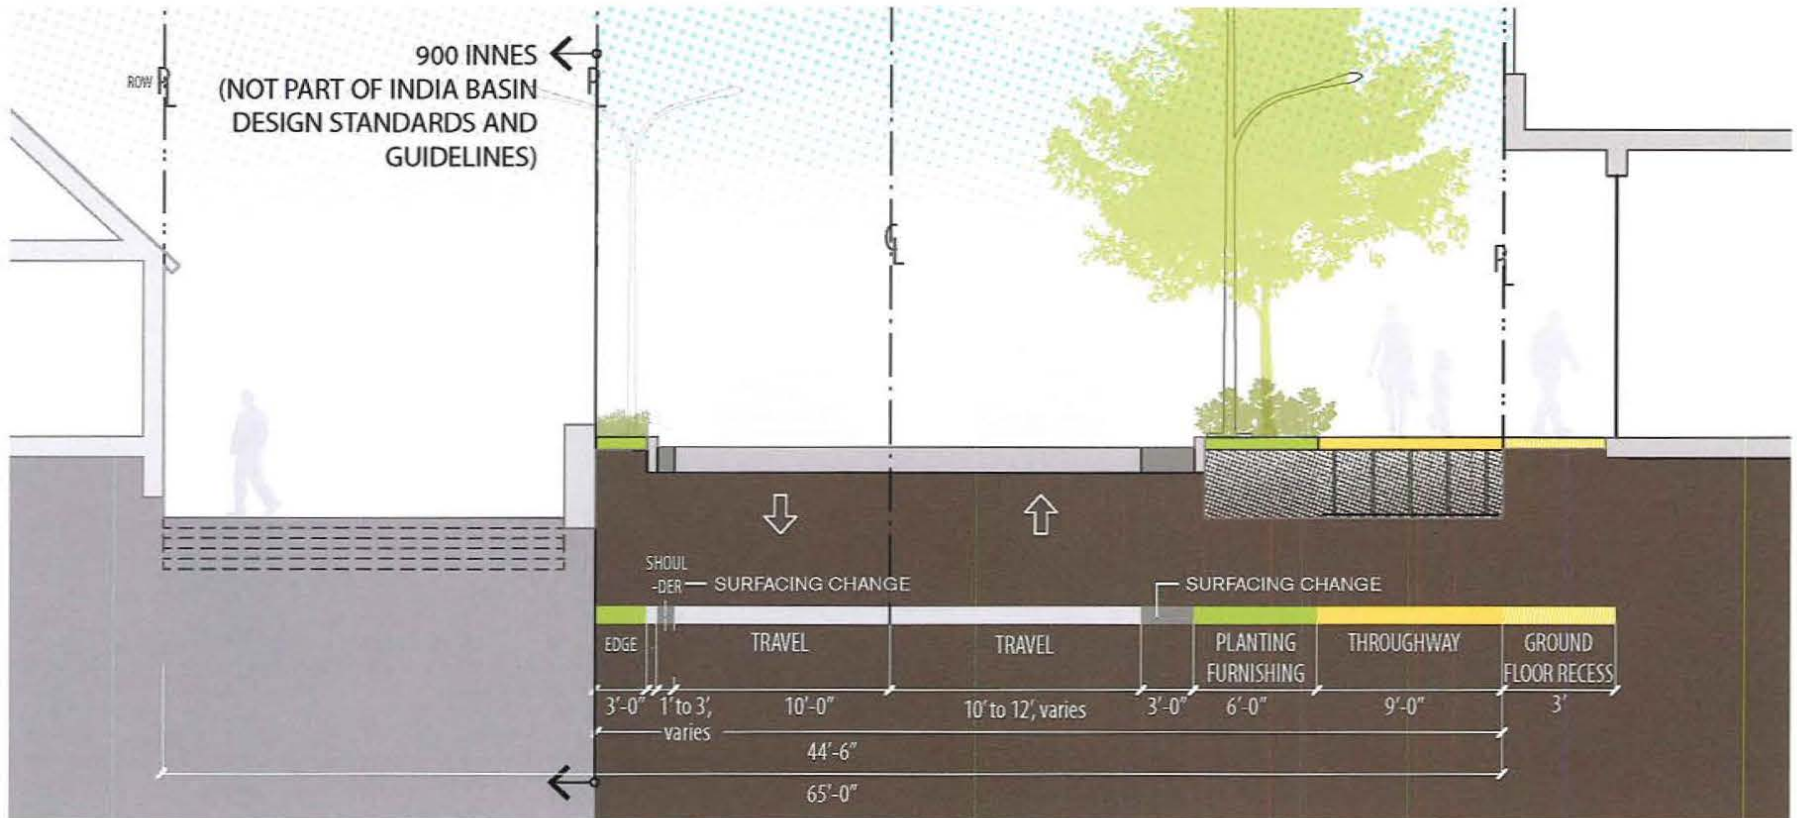 900 INNES
(NOT PART OF INDIA BASIN
DESIGN STANDARDS AND
GUIDELINES)
ROW PL
PL
CL
PL
SHOUL
-DER
SURFACING CHANGE
SURFACING CHANGE
EDGE
TRAVEL
TRAVEL
PLANTING
FURNISHING
THROUGHWAY
GROUND
FLOOR RECESS
3'-0"
1' to 3',
varies
10'-0"
10' to 12', varies
3'-0"
6'-0"
9'-0"
3'
44'-6"
65'-0"